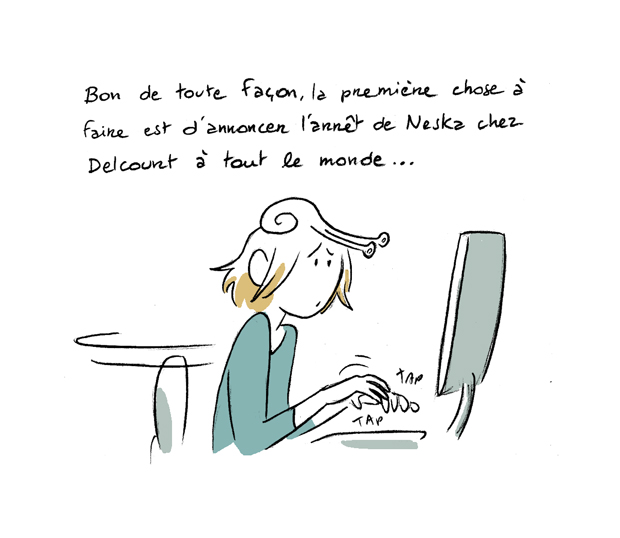 Bon de toute façon, la première chose à
faire est d'annoncer l'arrêt de Neska chez
Delcourt à tout le monde...
TAP
TAP